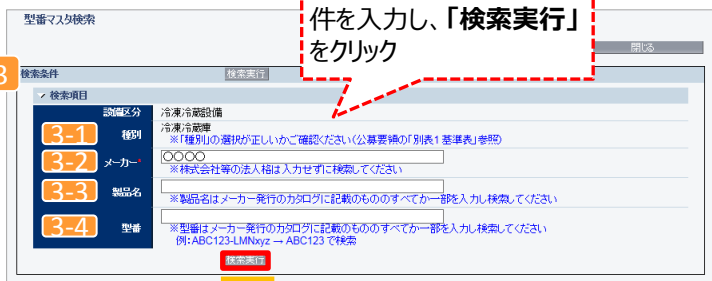 型番マスタ検索
件を入力し、「検索実行」
をクリック
閉じる
3
検索条件
検索実行
検索項目
設備区分
冷凍冷蔵設備
3-1
種別
冷凍冷蔵庫
※「種別」の選択が正しいかご確認ください（公募要領の「別表1 基準表」参照）
3-2
メーカー*
○○○○
※株式会社等の法人格は入力せずに検索してください
3-3
製品名
※製品名はメーカー発行のカタログに記載のもののすべてか一部を入力し検索してください
3-4
型番
※型番はメーカー発行のカタログに記載のもののすべてか一部を入力し検索してください
例：ABC123-LMNxyz → ABC123 で検索
検索実行